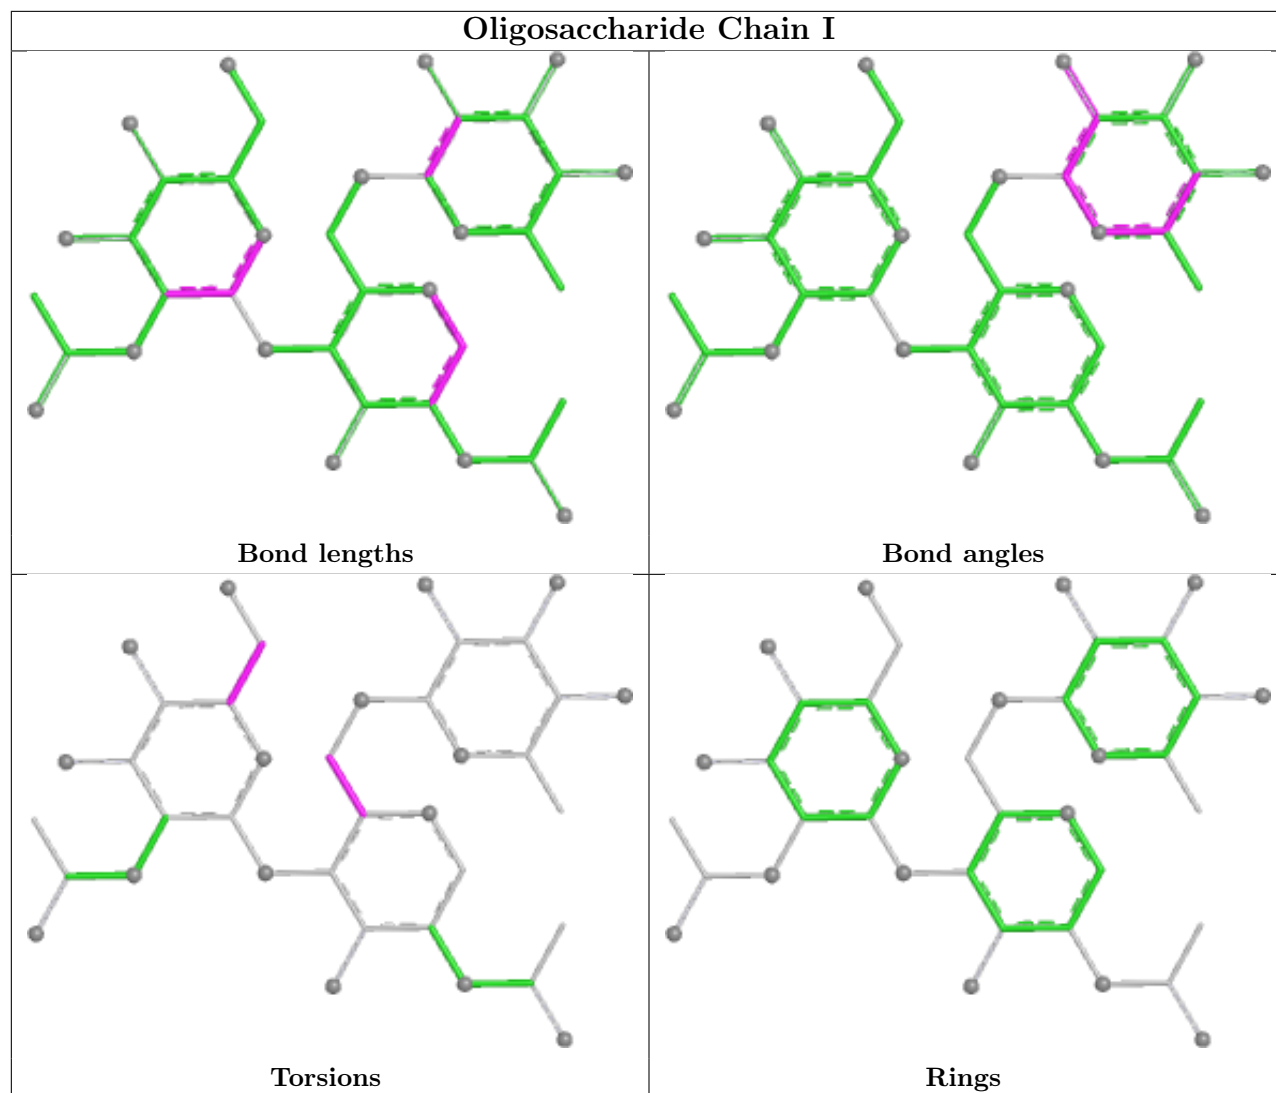 Oligosaccharide Chain I
Bond lengths
Bond angles
Torsions
Rings